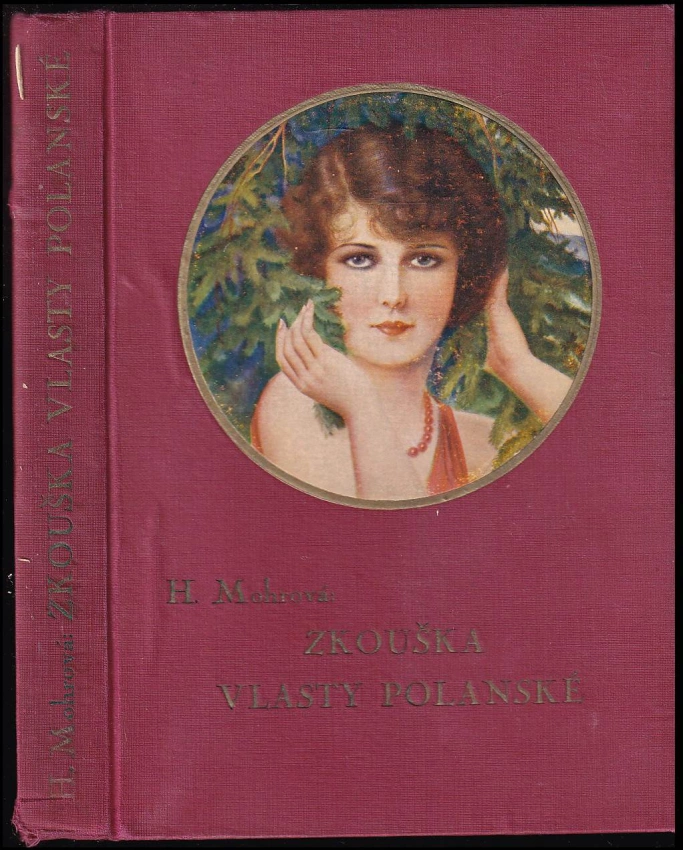 H. Mohrová: ZKOUŠKA VLASTY POLANSKÉ
H. Mohrová:
ZKOUŠKA
VLASTY POLANSKÉ